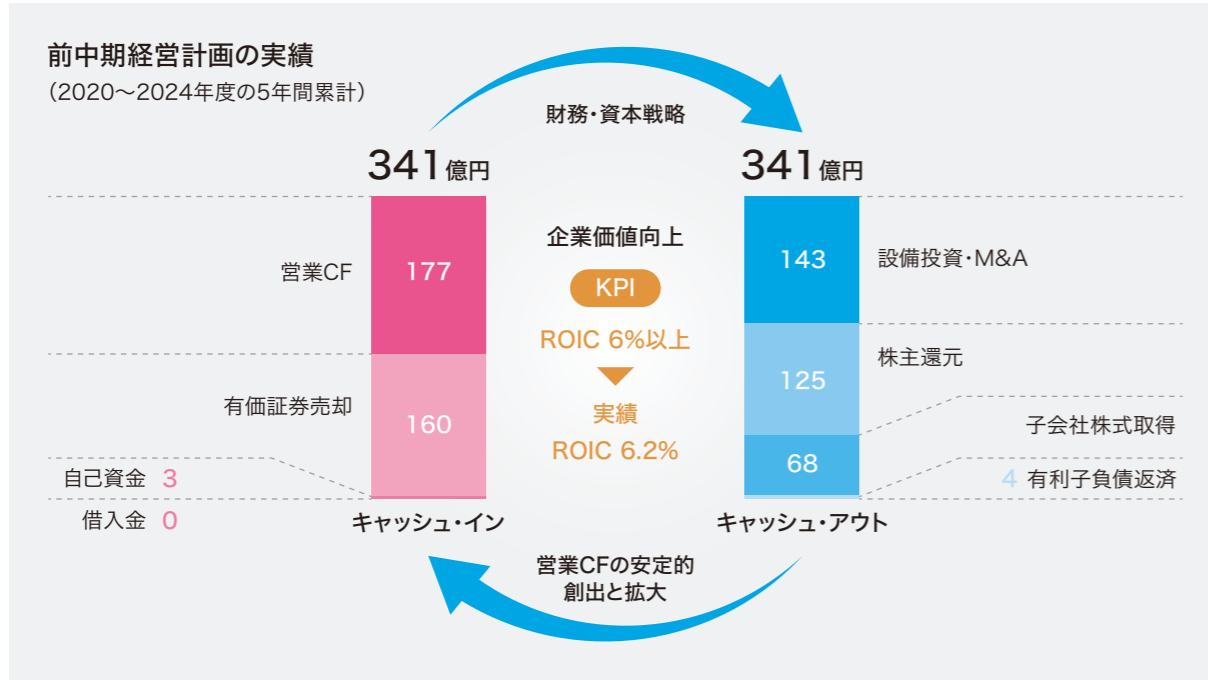 前中期経営計画の実績
（2020〜2024年度の5年間累計）
財務・資本戦略
341億円
営業CF
177
有価証券売却
160
自己資金 3
借入金 0
キャッシュ・イン
企業価値向上
KPI
ROIC 6%以上
実績
ROIC 6.2%
341億円
143
設備投資・M&A
125
株主還元
68
子会社株式取得
4 有利子負債返済
キャッシュ・アウト
営業CFの安定的
創出と拡大